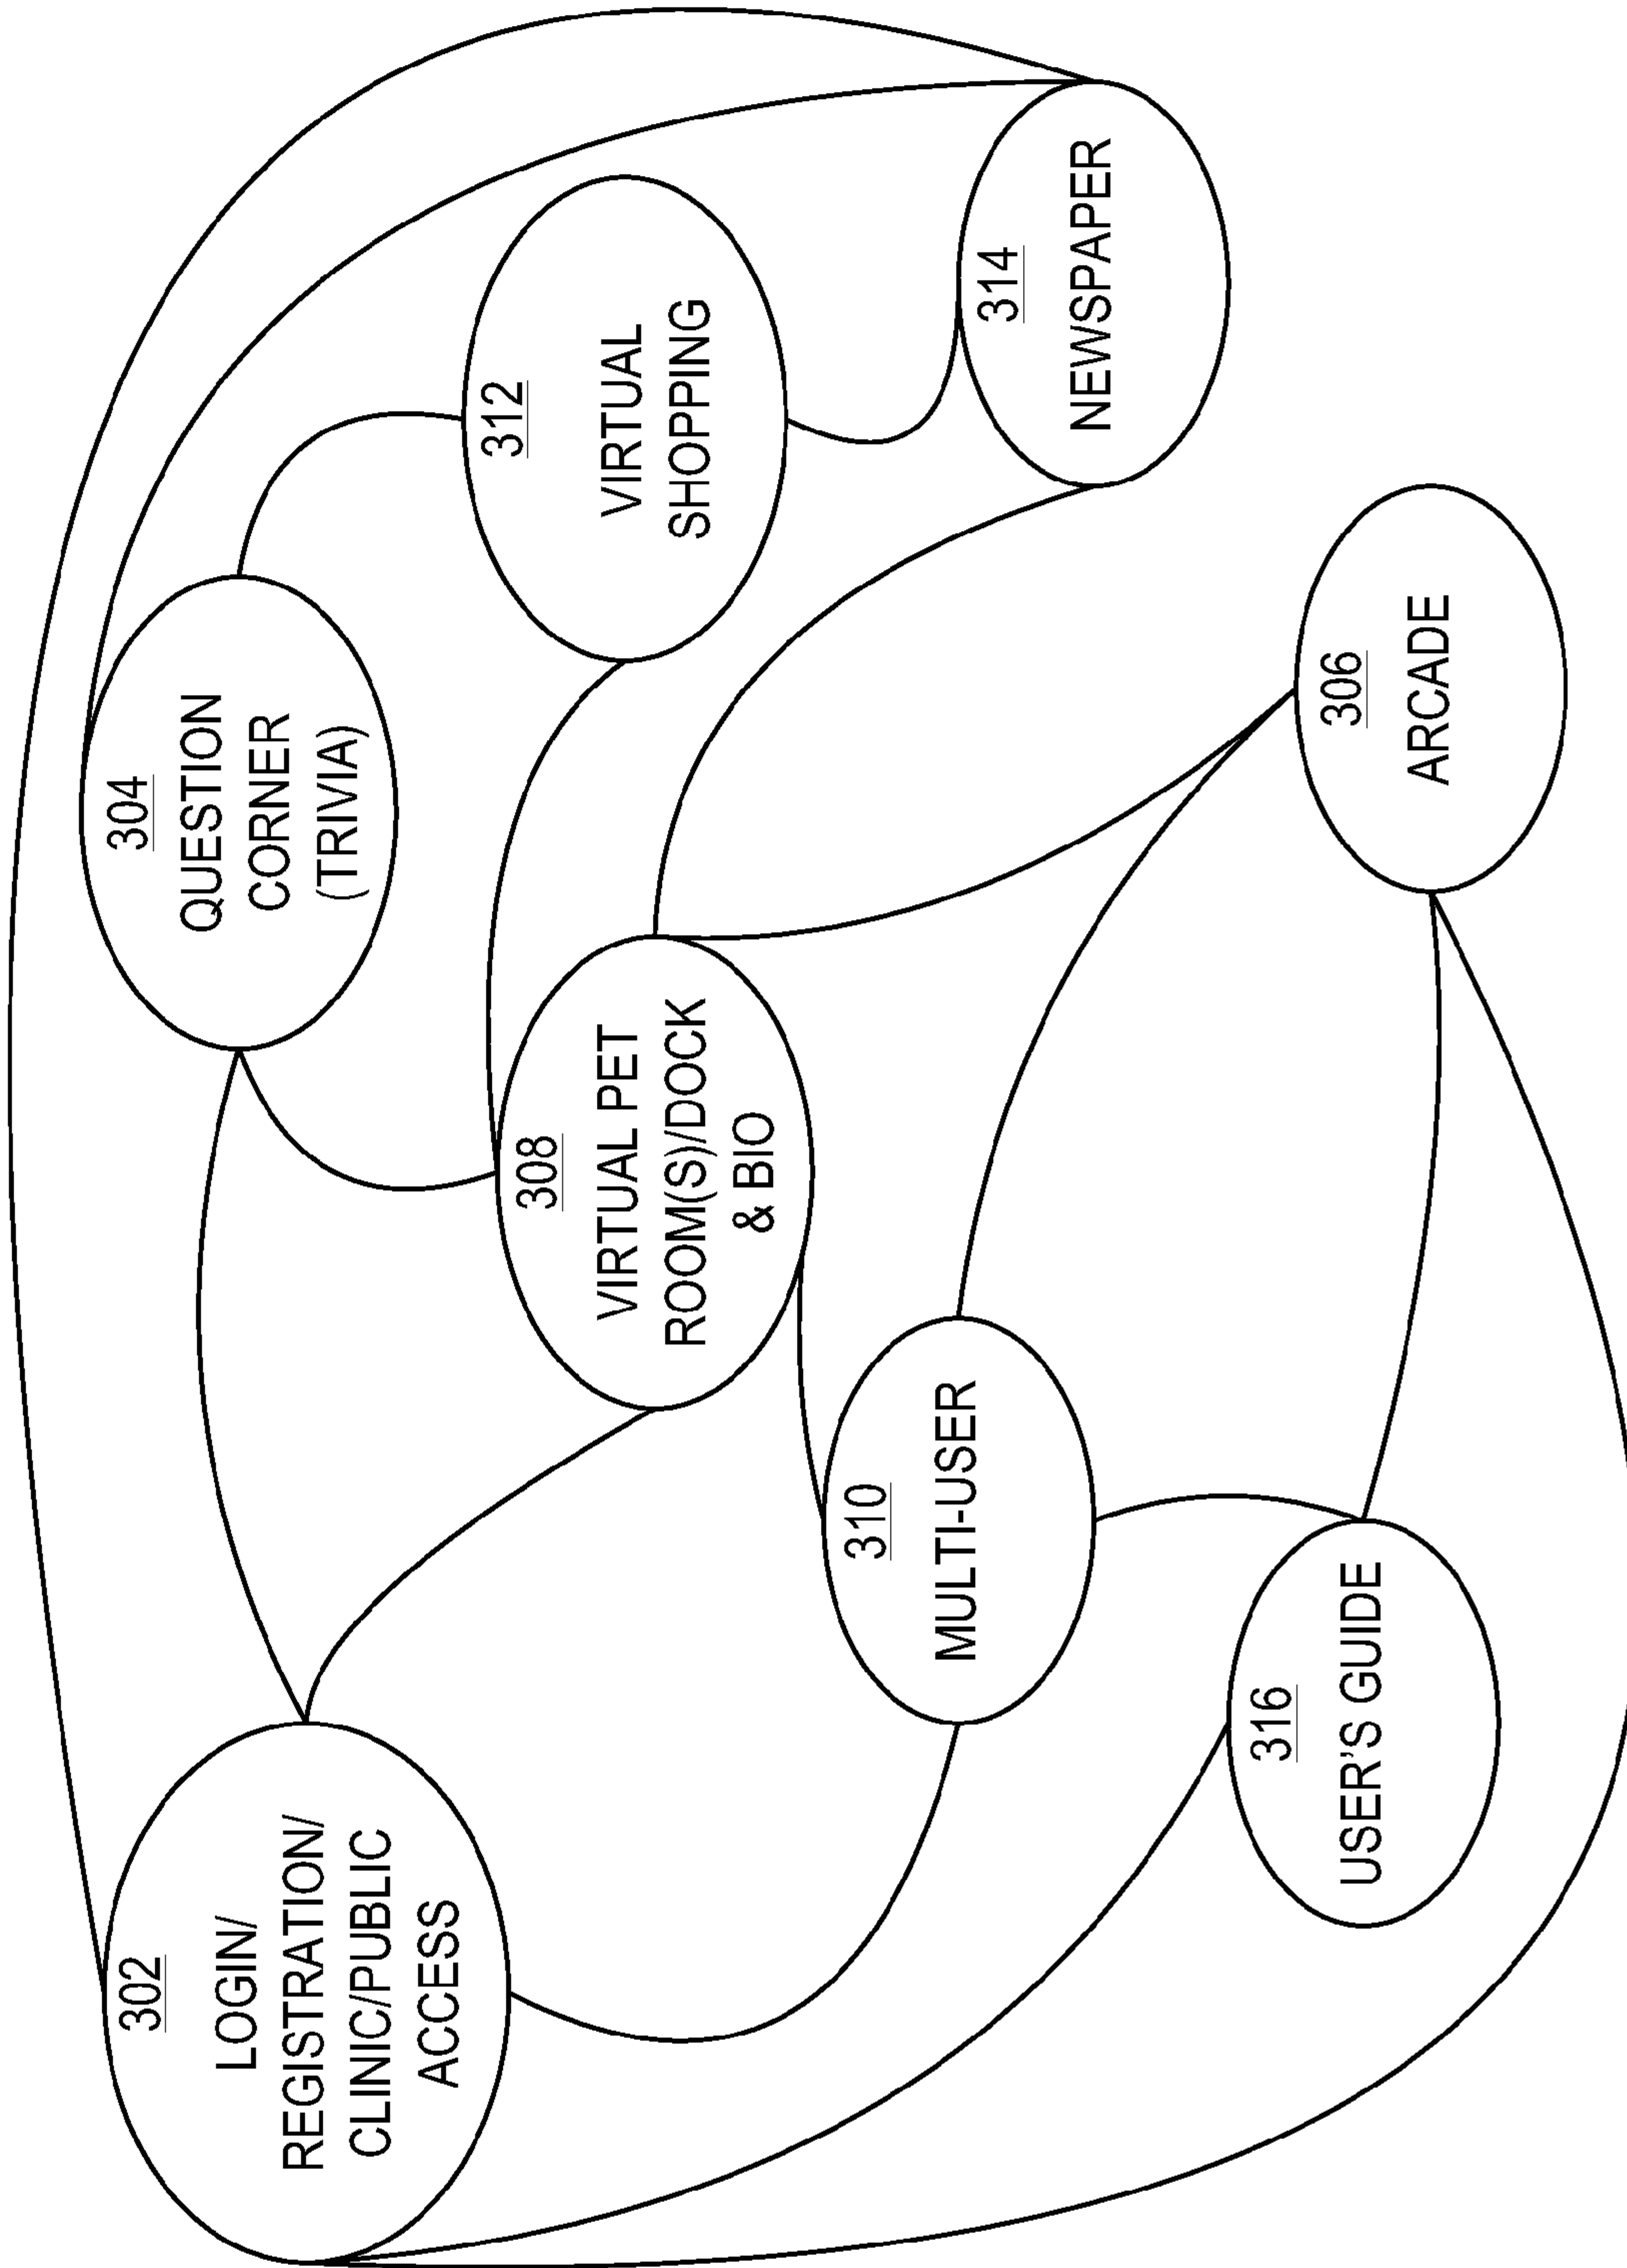 302
LOGIN/
REGISTRATION/
CLINIC/PUBLIC
ACCESS
304
QUESTION
CORNER
(TRIVIA)
308
VIRTUAL PET
ROOM(S)/DOCK
& BIO
312
VIRTUAL
SHOPPING
310
MULTI-USER
314
NEWSPAPER
316
USER'S GUIDE
306
ARCADE